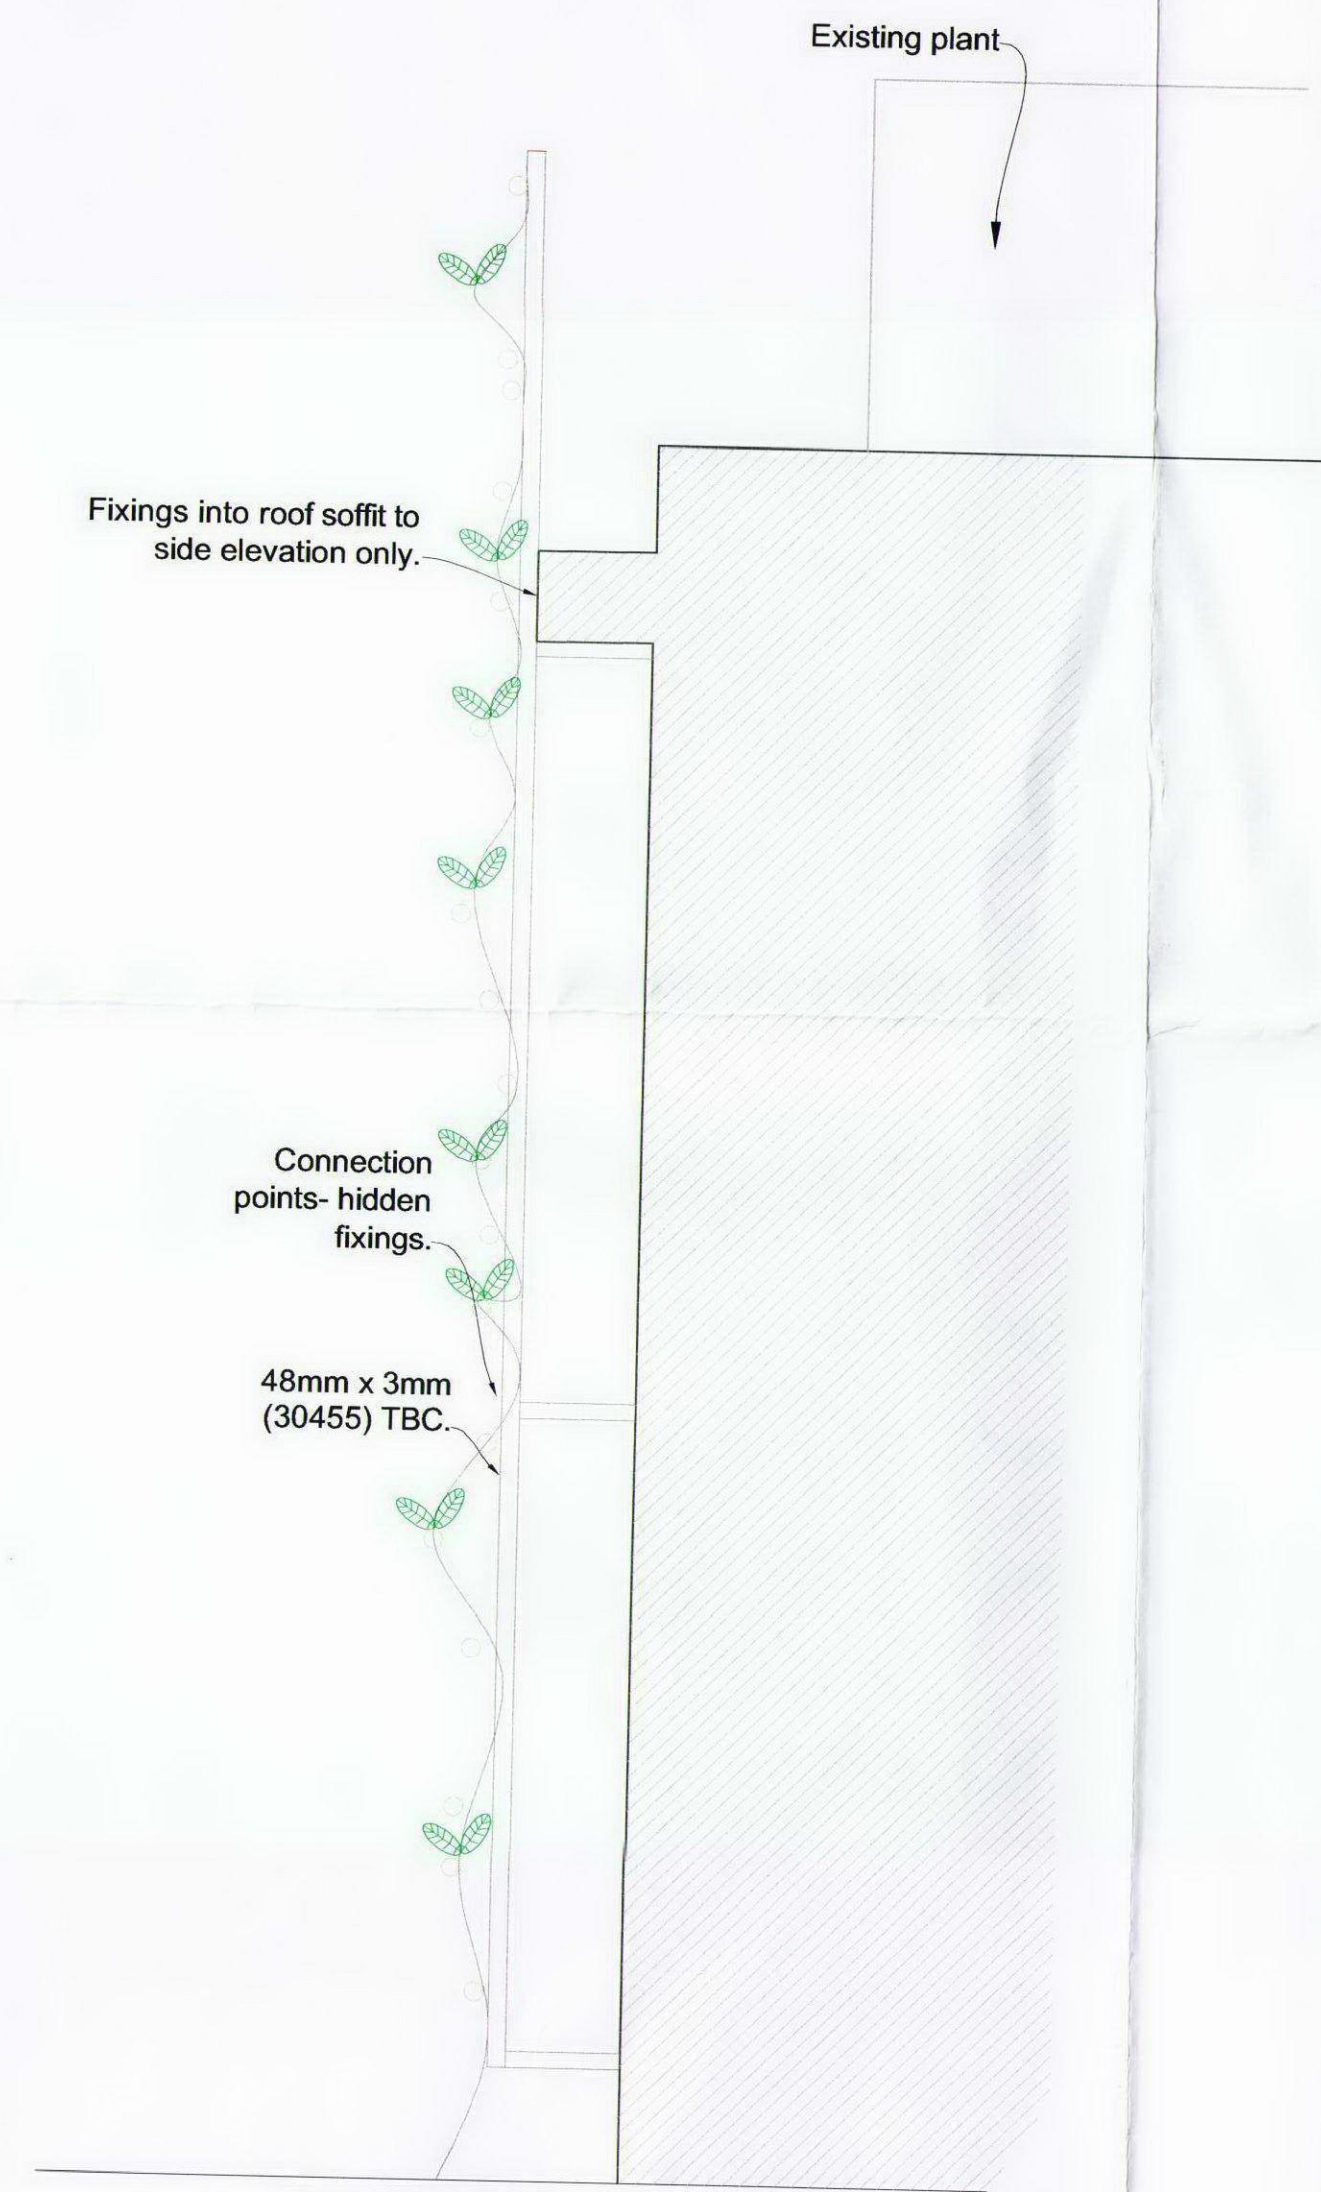 Existing plant
Fixings into roof soffit to
side elevation only.
Connection
points- hidden
fixings.
48mm x 3mm
(30455) TBC.